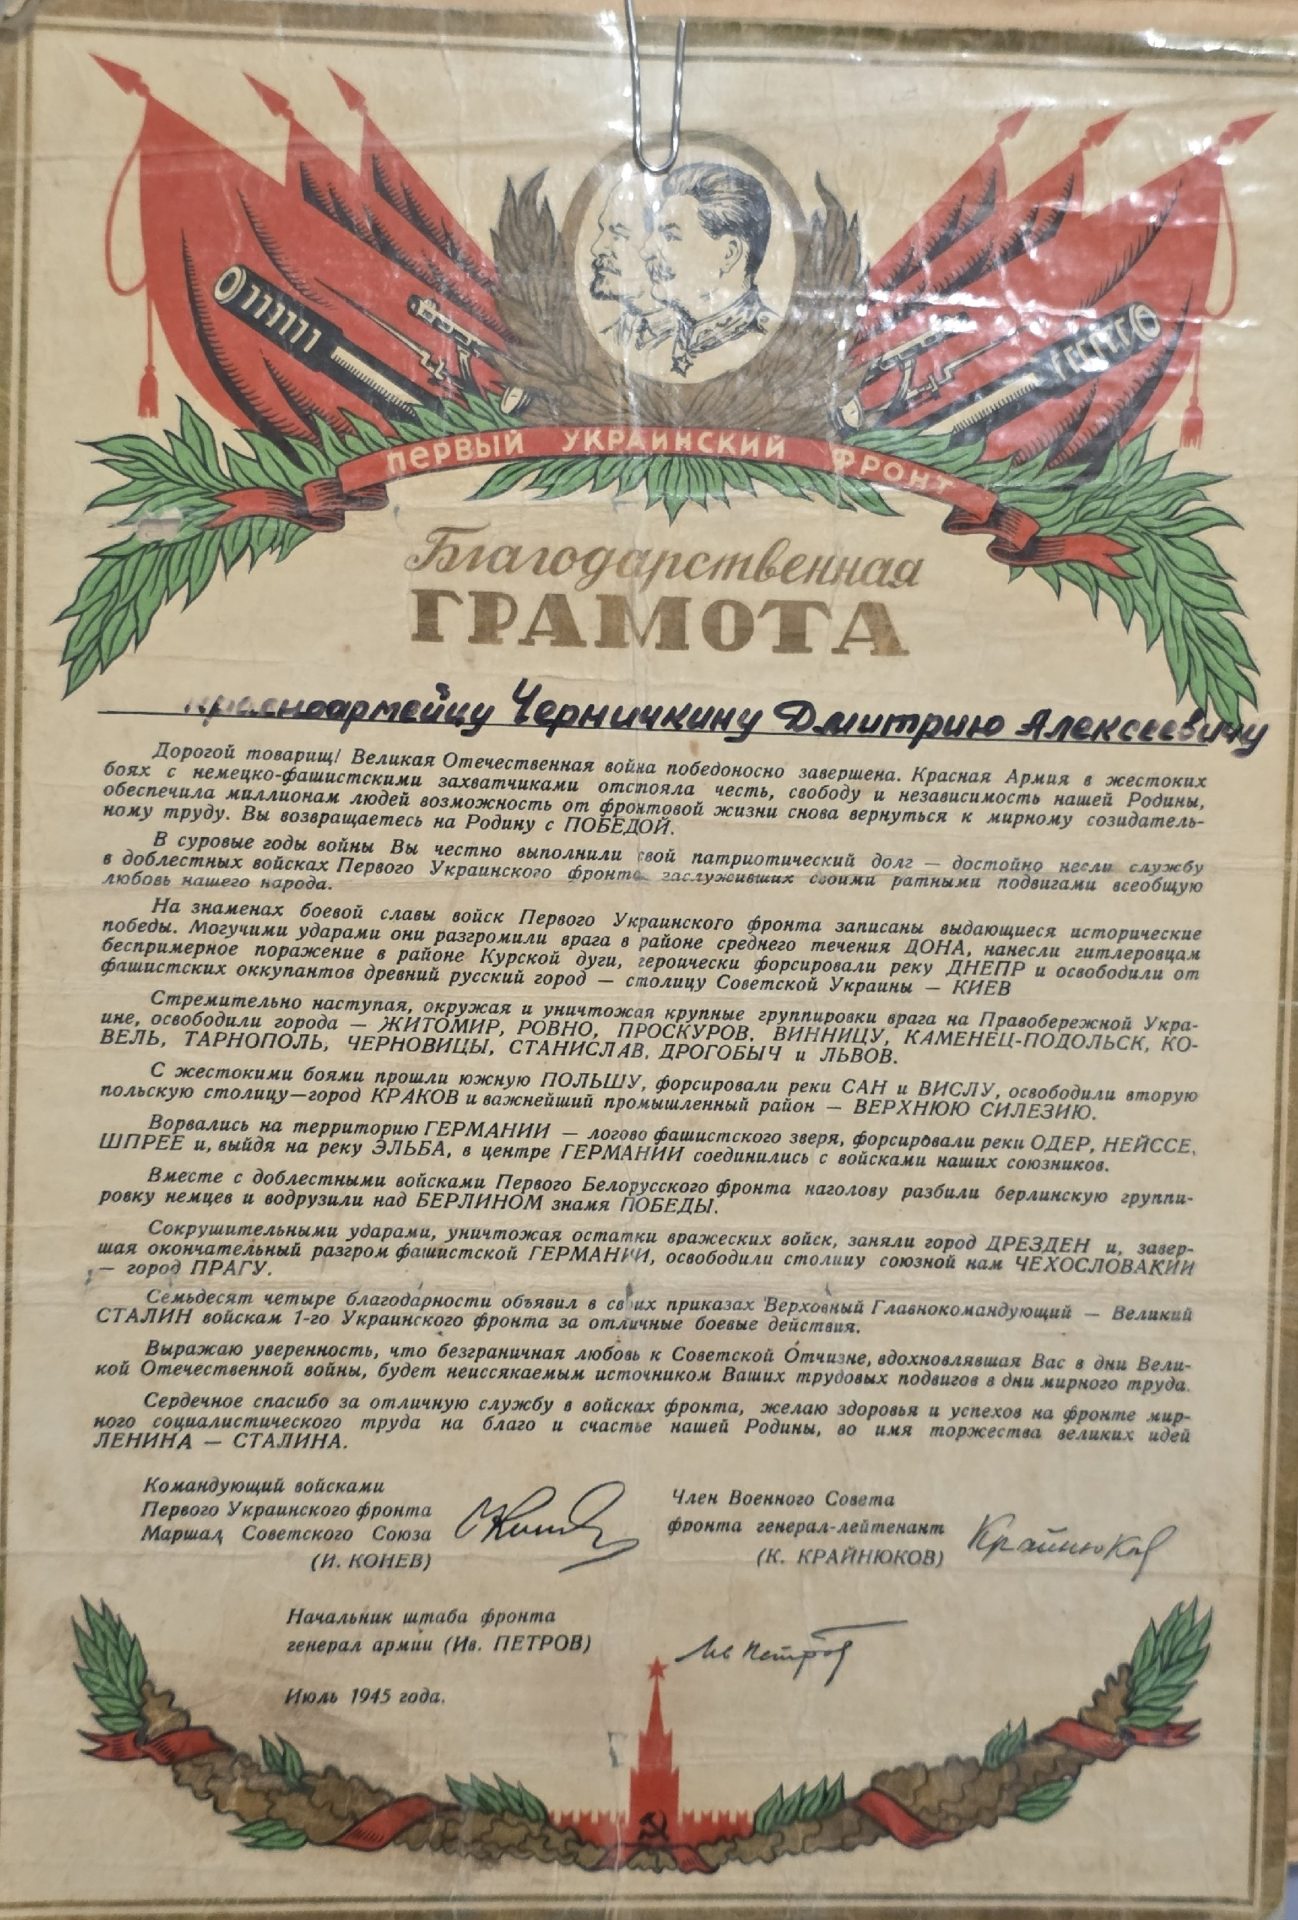 ПЕРВЫЙ УКРАИНСКИЙ ФРОНТ
Благодарственная
ГРАМОТА
Красноармейцу Черничкину Дмитрию Алексеевичу
Дорогой товарищ! Великая Отечественная война победоносно завершена. Красная Армия в жестоких
боях с немецко-фашистскими захватчиками отстояла честь, свободу и независимость нашей Родины,
обеспечила миллионам людей возможность от фронтовой жизни снова вернуться к мирному созидатель-
ному труду. Вы возвращаетесь на Родину с ПОБЕДОЙ.
В суровые годы войны Вы честно выполнили свой патриотический долг — достойно несли службу
в доблестных войсках Первого Украинского фронта, заслуживших своими ратными подвигами всеобщую
любовь нашего народа.
На знаменах боевой славы войск Первого Украинского фронта записаны выдающиеся исторические
победы. Могучими ударами они разгромили врага в районе среднего течения ДОНА, нанесли гитлеровцам
беспримерное поражение в районе Курской дуги, героически форсировали реку ДНЕПР и освободили от
фашистских оккупантов древний русский город — столицу Советской Украины — КИЕВ
Стремительно наступая, окружая и уничтожая крупные группировки врага на Правобережной Укра-
ине, освободили города — ЖИТОМИР, РОВНО, ПРОСКУРОВ, ВИННИЦУ, КАМЕНЕЦ-ПОДОЛЬСК, КО-
ВЕЛЬ, ТАРНОПОЛЬ, ЧЕРНОВИЦЫ, СТАНИСЛАВ, ДРОГОБЫЧ и ЛЬВОВ.
С жестокими боями прошли южную ПОЛЬШУ, форсировали реки САН и ВИСЛУ, освободили вторую
польскую столицу—город КРАКОВ и важнейший промышленный район — ВЕРХНЮЮ СИЛЕЗИЮ.
Ворвались на территорию ГЕРМАНИИ — логово фашистского зверя, форсировали реки ОДЕР, НЕЙССЕ,
ШПРЕЕ и, выйдя на реку ЭЛЬБА, в центре ГЕРМАНИИ соединились с войсками наших союзников.
Вместе с доблестными войсками Первого Белорусского фронта наголову разбили берлинскую группи-
ровку немцев и водрузили над БЕРЛИНОМ знамя ПОБЕДЫ.
Сокрушительными ударами, уничтожая остатки вражеских войск, заняли город ДРЕЗДЕН и, завер-
шая окончательный разгром фашистской ГЕРМАНИИ, освободили столицу союзной нам ЧЕХОСЛОВАКИИ
— город ПРАГУ.
Семьдесят четыре благодарности объявил в своих приказах Верховный Главнокомандующий — Великий
СТАЛИН войскам 1-го Украинского фронта за отличные боевые действия.
Выражаю уверенность, что безграничная любовь к Советской Отчизне, вдохновлявшая Вас в дни Вели-
кой Отечественной войны, будет неиссякаемым источником Ваших трудовых подвигов в дни мирного труда.
Сердечное спасибо за отличную службу в войсках фронта, желаю здоровья и успехов на фронте мир-
ного социалистического труда на благо и счастье нашей Родины, во имя торжества великих идей
ЛЕНИНА — СТАЛИНА.
Командующий войсками
Первого Украинского фронта
Маршал Советского Союза
(И. КОНЕВ)
Член Военного Совета
фронта генерал-лейтенант
(К. КРАЙНЮКОВ)
Крайнюков
Начальник штаба фронта
генерал армии (Ив. ПЕТРОВ)
Ив Петров
Июль 1945 года.